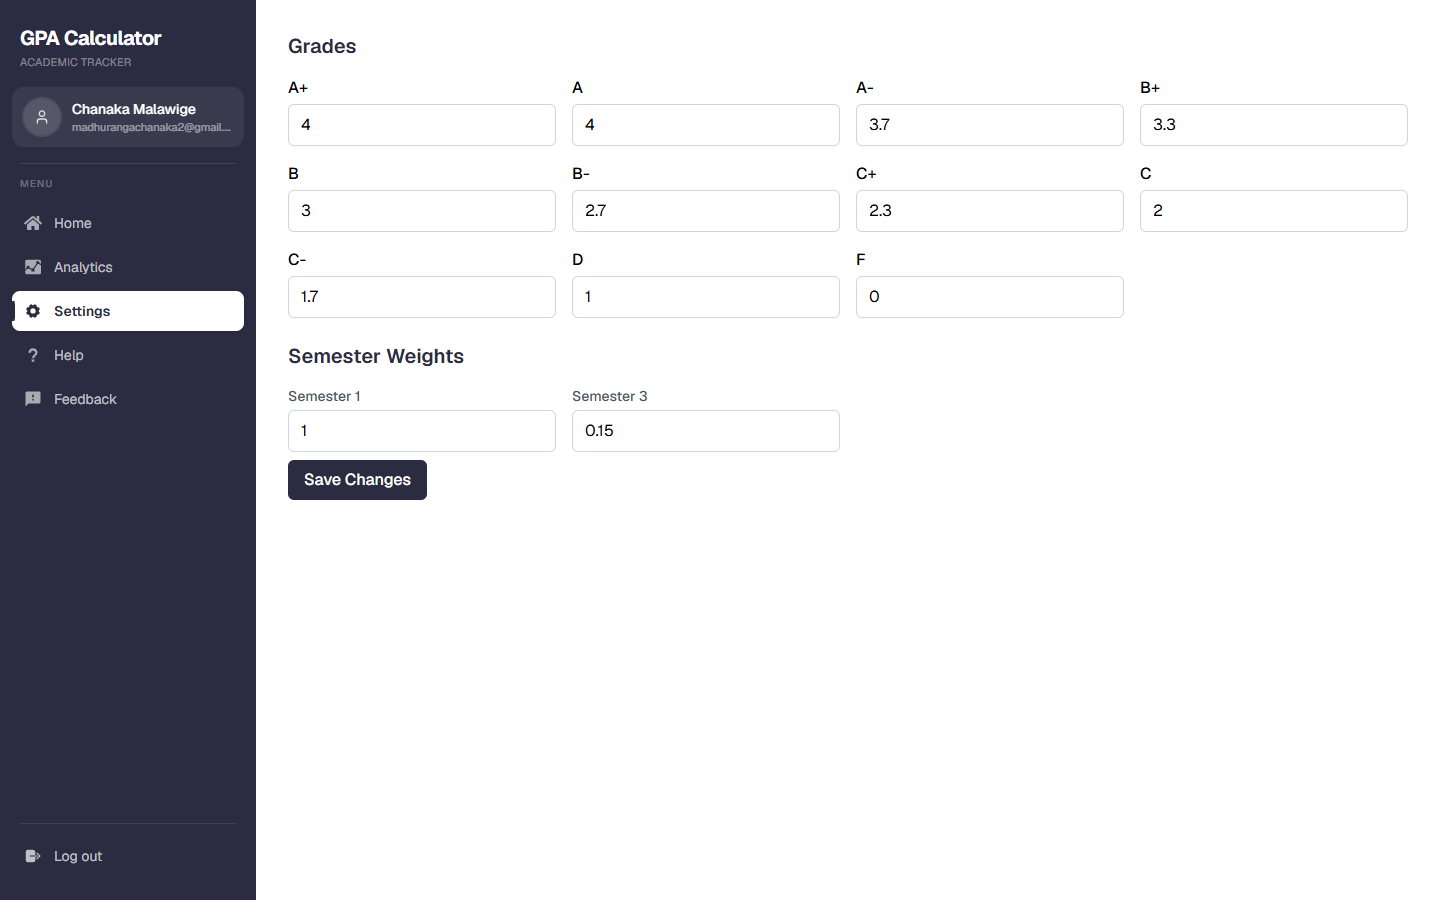 GPA Calculator
ACADEMIC TRACKER
Chanaka Malawige
madhurangachanaka2@gmail....
MENU
Home
Analytics
Settings
Help
Feedback
Log out
Grades
A+ A A- B+
4 4 3.7 3.3
B B- C+ C
3 2.7 2.3 2
C- D F
1.7 1 0
Semester Weights
Semester 1 Semester 3
1 0.15
Save Changes